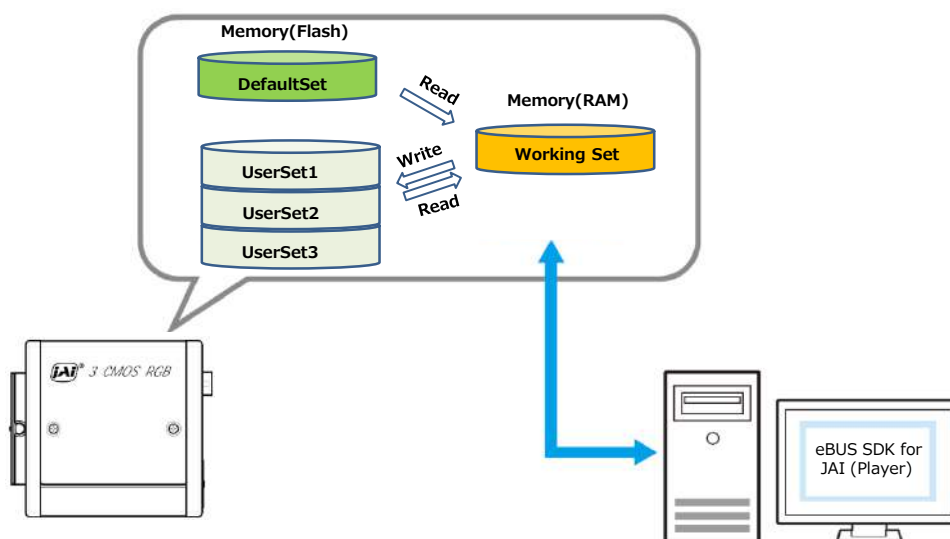 Memory(Flash)
DefaultSet
Read
Memory(RAM)
Write
Working Set
UserSet1
Read
UserSet2
UserSet3
JAi® 3 CMOS RGB
eBUS SDK for
JAI (Player)